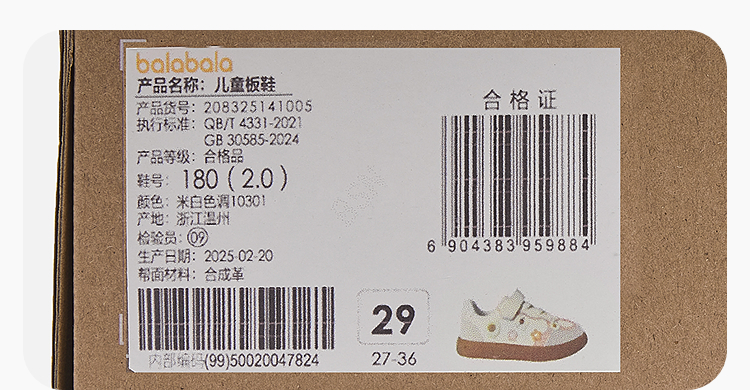 balabala
产品名称：儿童板鞋
产品货号：208325141005
执行标准：QB/T 4331-2021
GB 30585-2024
产品等级：合格品
鞋号：180（2.0）
颜色：米白色调10301
产地：浙江温州
检验员：09
生产日期：2025-02-20
帮面材料：合成革
内部编码(99)50020047824
合格证
6 904383 959884
29
27-36